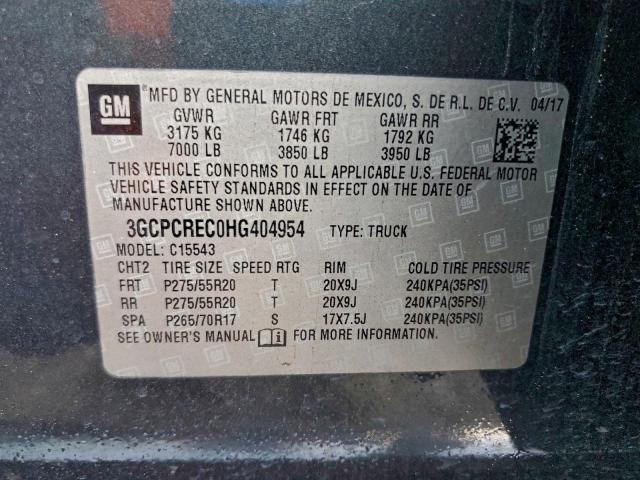 GM MFD BY GENERAL MOTORS DE MEXICO, S. DE R.L. DE C.V. 04/17
GVWR GAWR FRT GAWR RR
3175 KG 1746 KG 1792 KG
7000 LB 3850 LB 3950 LB
THIS VEHICLE CONFORMS TO ALL APPLICABLE U.S. FEDERAL MOTOR
VEHICLE SAFETY STANDARDS IN EFFECT ON THE DATE OF
MANUFACTURE SHOWN ABOVE.
3GCPCREC0HG404954 TYPE: TRUCK
MODEL: C15543
CHT2 TIRE SIZE SPEED RTG RIM COLD TIRE PRESSURE
FRT P275/55R20 T 20X9J 240KPA(35PSI)
RR P275/55R20 T 20X9J 240KPA(35PSI)
SPA P265/70R17 S 17X7.5J 240KPA(35PSI)
SEE OWNER'S MANUAL i FOR MORE INFORMATION.